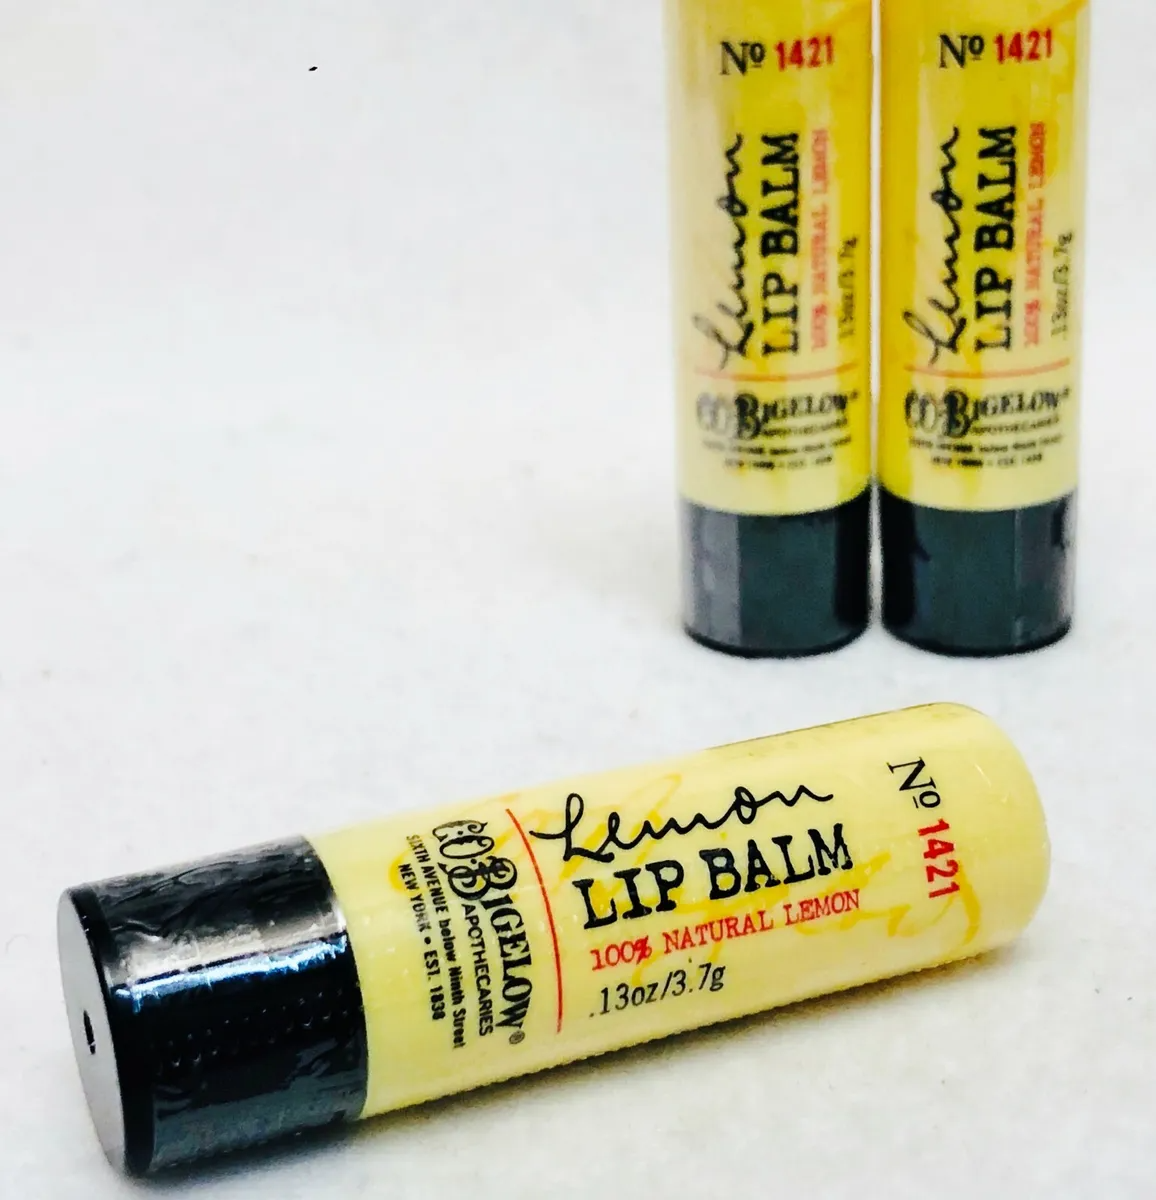 Nº 1421
Lemon
LIP BALM
100% NATURAL LEMON
.13oz/3.7g
C.O. BIGELOW®
APOTHECARIES
Nº 1421
Lemon
LIP BALM
100% NATURAL LEMON
.13oz/3.7g
C.O. BIGELOW®
APOTHECARIES
Lemon
LIP BALM
100% NATURAL LEMON
.13oz/3.7g
Nº 1421
C.O. BIGELOW®
APOTHECARIES
SIXTH AVENUE below Ninth Street
NEW YORK • EST. 1838